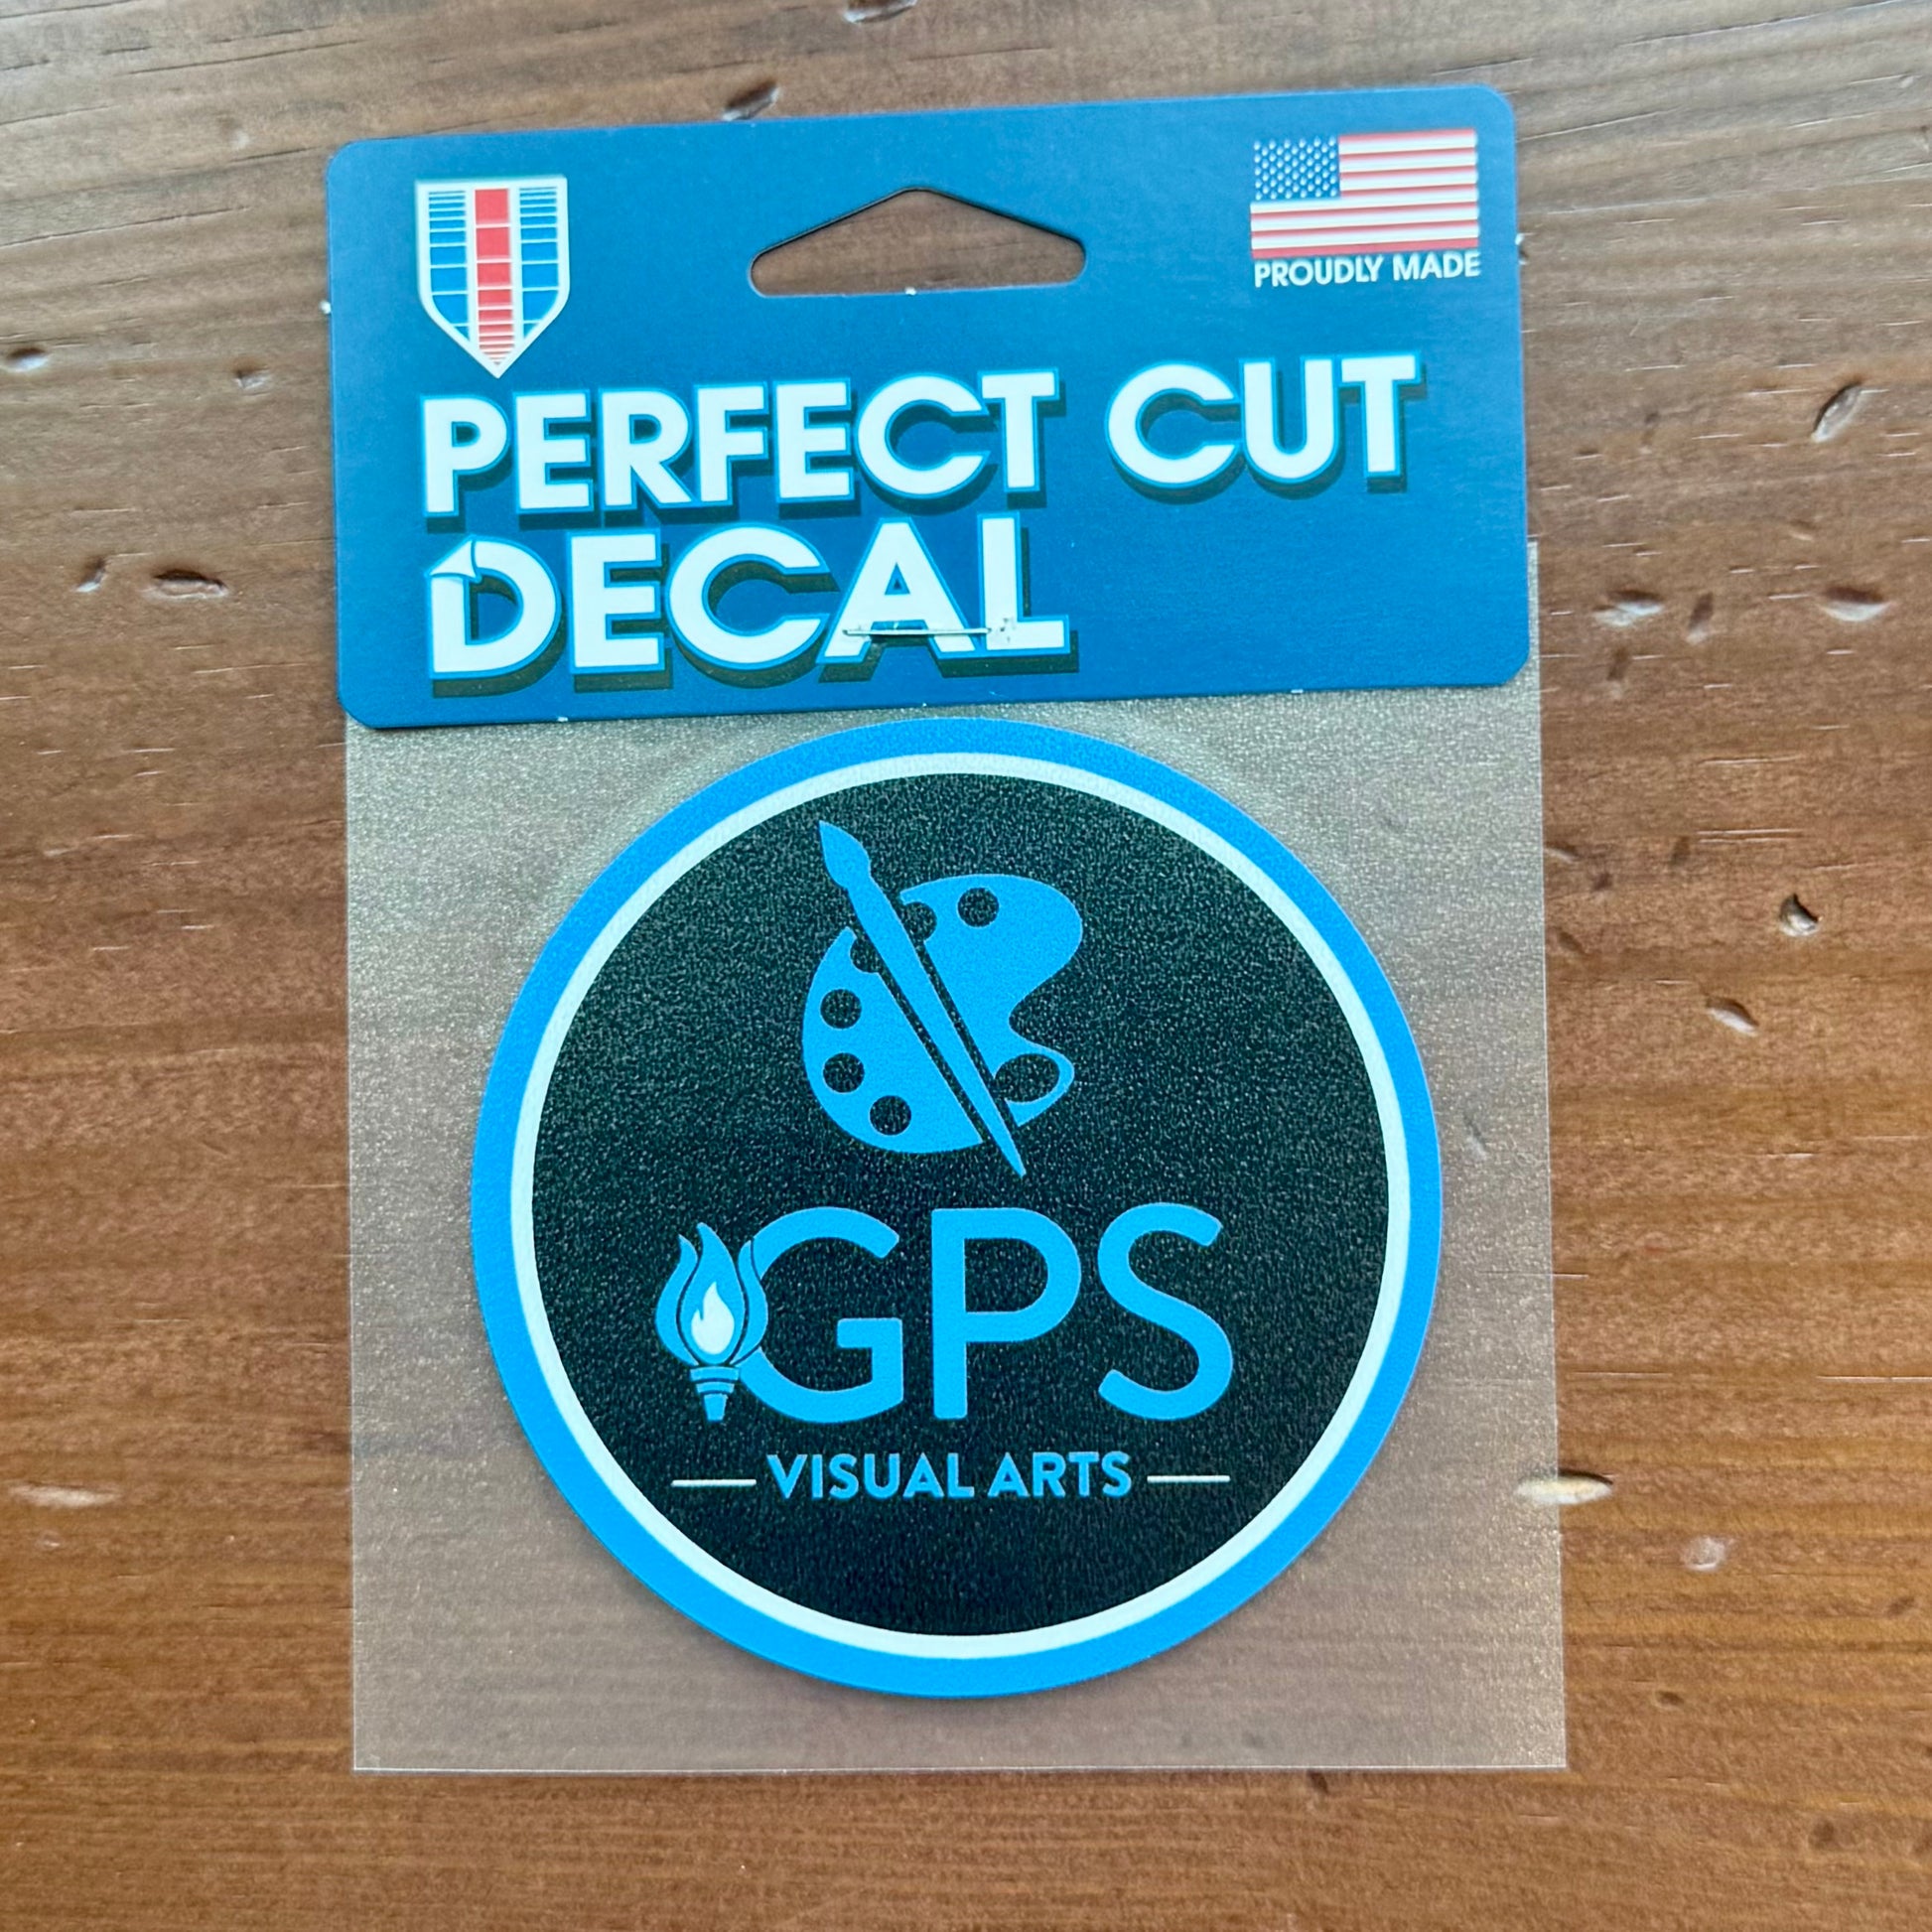 PROUDLY MADE
PERFECT CUT
DECAL
GPS
VISUAL ARTS